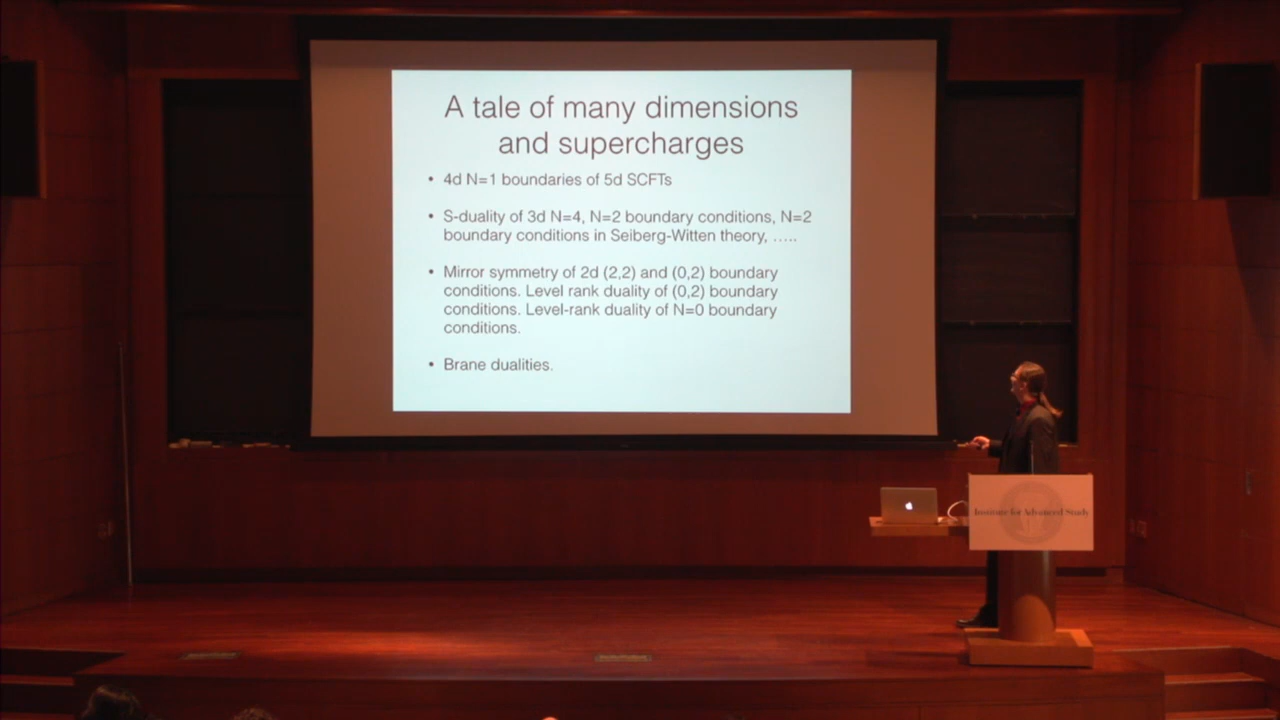 A tale of many dimensions
and supercharges
• 4d N=1 boundaries of 5d SCFTs
• S-duality of 3d N=4, N=2 boundary conditions, N=2
boundary conditions in Seiberg-Witten theory, …..
• Mirror symmetry of 2d (2,2) and (0,2) boundary
conditions. Level rank duality of (0,2) boundary
conditions. Level-rank duality of N=0 boundary
conditions.
• Brane dualities.
Institute for Advanced Study